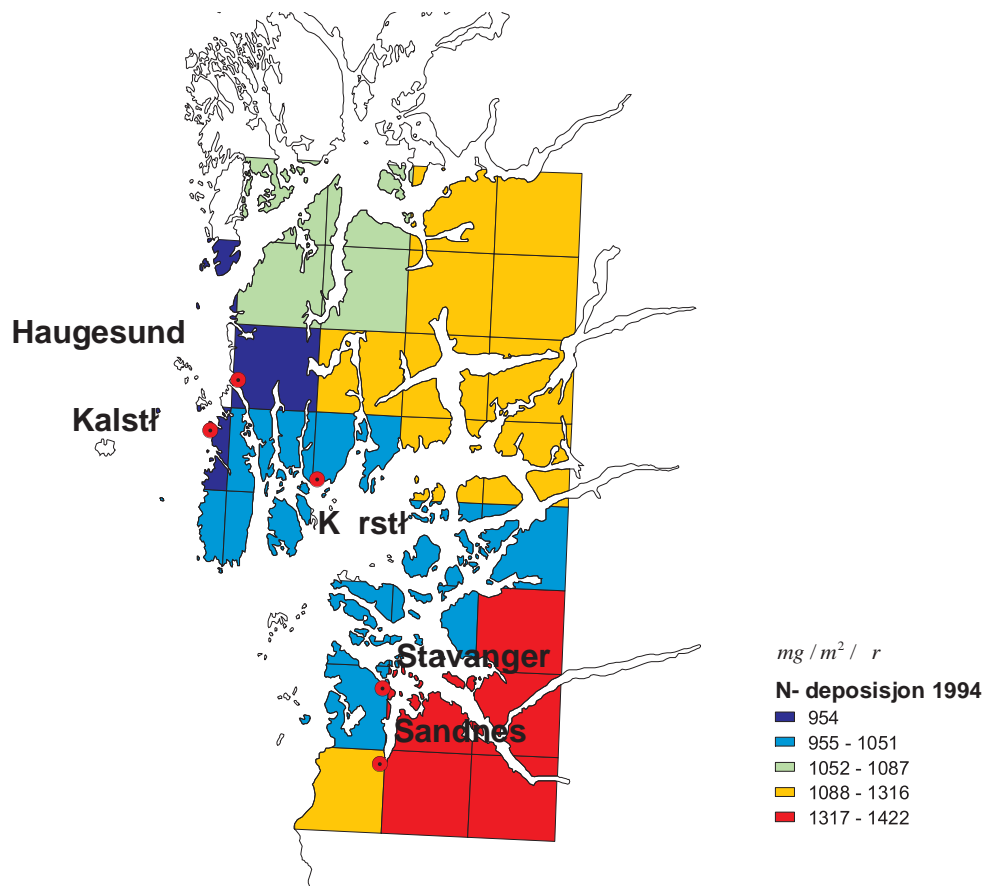 Haugesund
Kalstł
K rstł
Stavanger
Sandnes
mg / m² / r
N- deposisjon 1994
954
955 - 1051
1052 - 1087
1088 - 1316
1317 - 1422